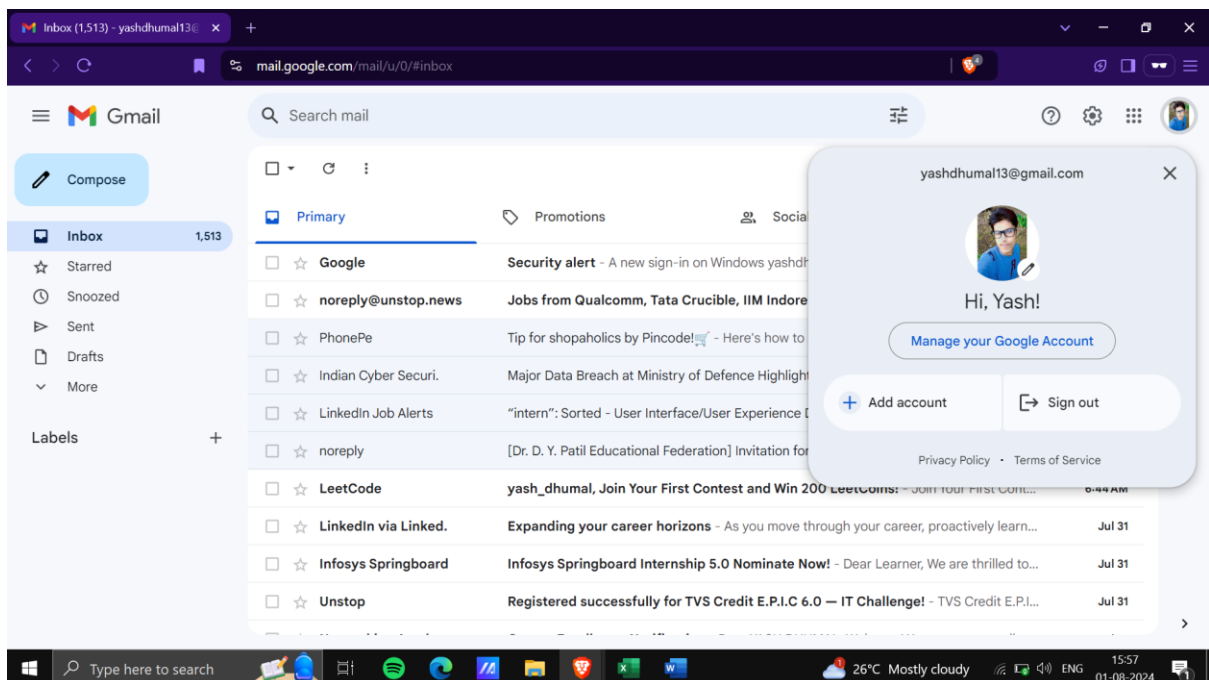 Inbox (1,513) - yashdhumal13@
mail.google.com/mail/u/0/#inbox
4
Gmail
Search mail
Compose
Inbox 1,513
Starred
Snoozed
Sent
Drafts
More
Labels
Primary Promotions Socia
Google Security alert - A new sign-in on Windows yashdh
noreply@unstop.news Jobs from Qualcomm, Tata Crucible, IIM Indore
PhonePe Tip for shopaholics by Pincode!🛒 - Here's how to
Indian Cyber Securi. Major Data Breach at Ministry of Defence Highlight
LinkedIn Job Alerts “intern”: Sorted - User Interface/User Experience D
noreply [Dr. D. Y. Patil Educational Federation] Invitation for
LeetCode yash_dhumal, Join Your First Contest and Win 200 LeetCoins! - Join Your First Cont... 6:44 AM
LinkedIn via Linked. Expanding your career horizons - As you move through your career, proactively learn... Jul 31
Infosys Springboard Infosys Springboard Internship 5.0 Nominate Now! - Dear Learner, We are thrilled to... Jul 31
Unstop Registered successfully for TVS Credit E.P.I.C 6.0 — IT Challenge! - TVS Credit E.P.I... Jul 31
yashdhumal13@gmail.com
Hi, Yash!
Manage your Google Account
Add account Sign out
Privacy Policy • Terms of Service
Type here to search
26°C Mostly cloudy ENG
15:57
01-08-2024
1